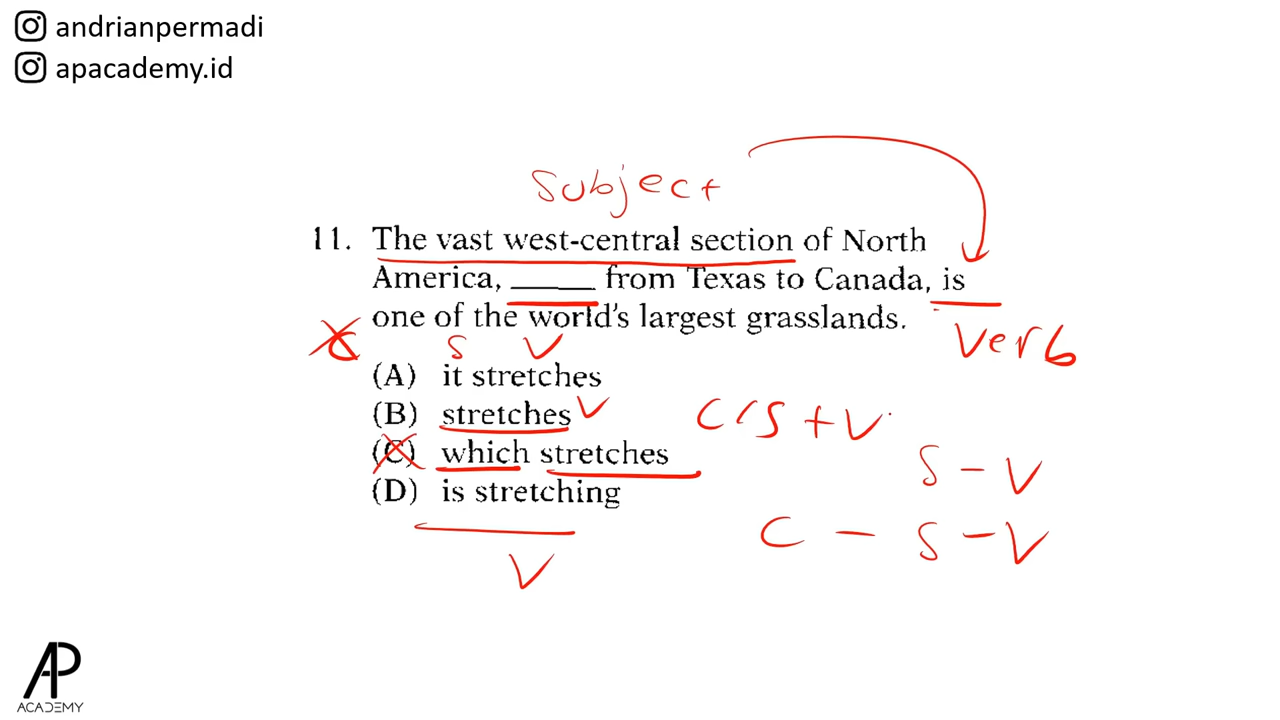 andrianpermadi
apacademy.id
Subject
11. The vast west-central section of North
America, _____ from Texas to Canada, is
one of the world's largest grasslands.
verb
S V
(A) it stretches
(B) stretches V
C/S + V
(C) which stretches
S - V
(D) is stretching
C - S - V
V
AP
ACADEMY